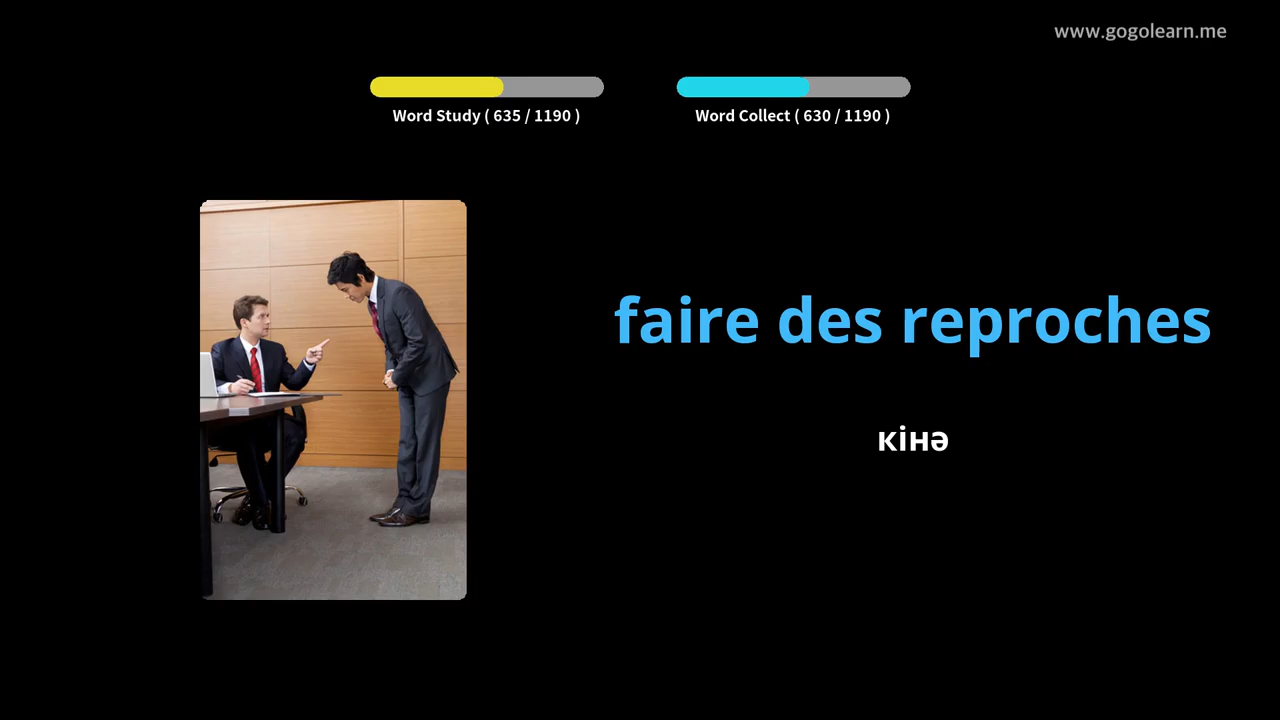 www.gogolearn.me
Word Study ( 635 / 1190 )
Word Collect ( 630 / 1190 )
faire des reproches
кінә